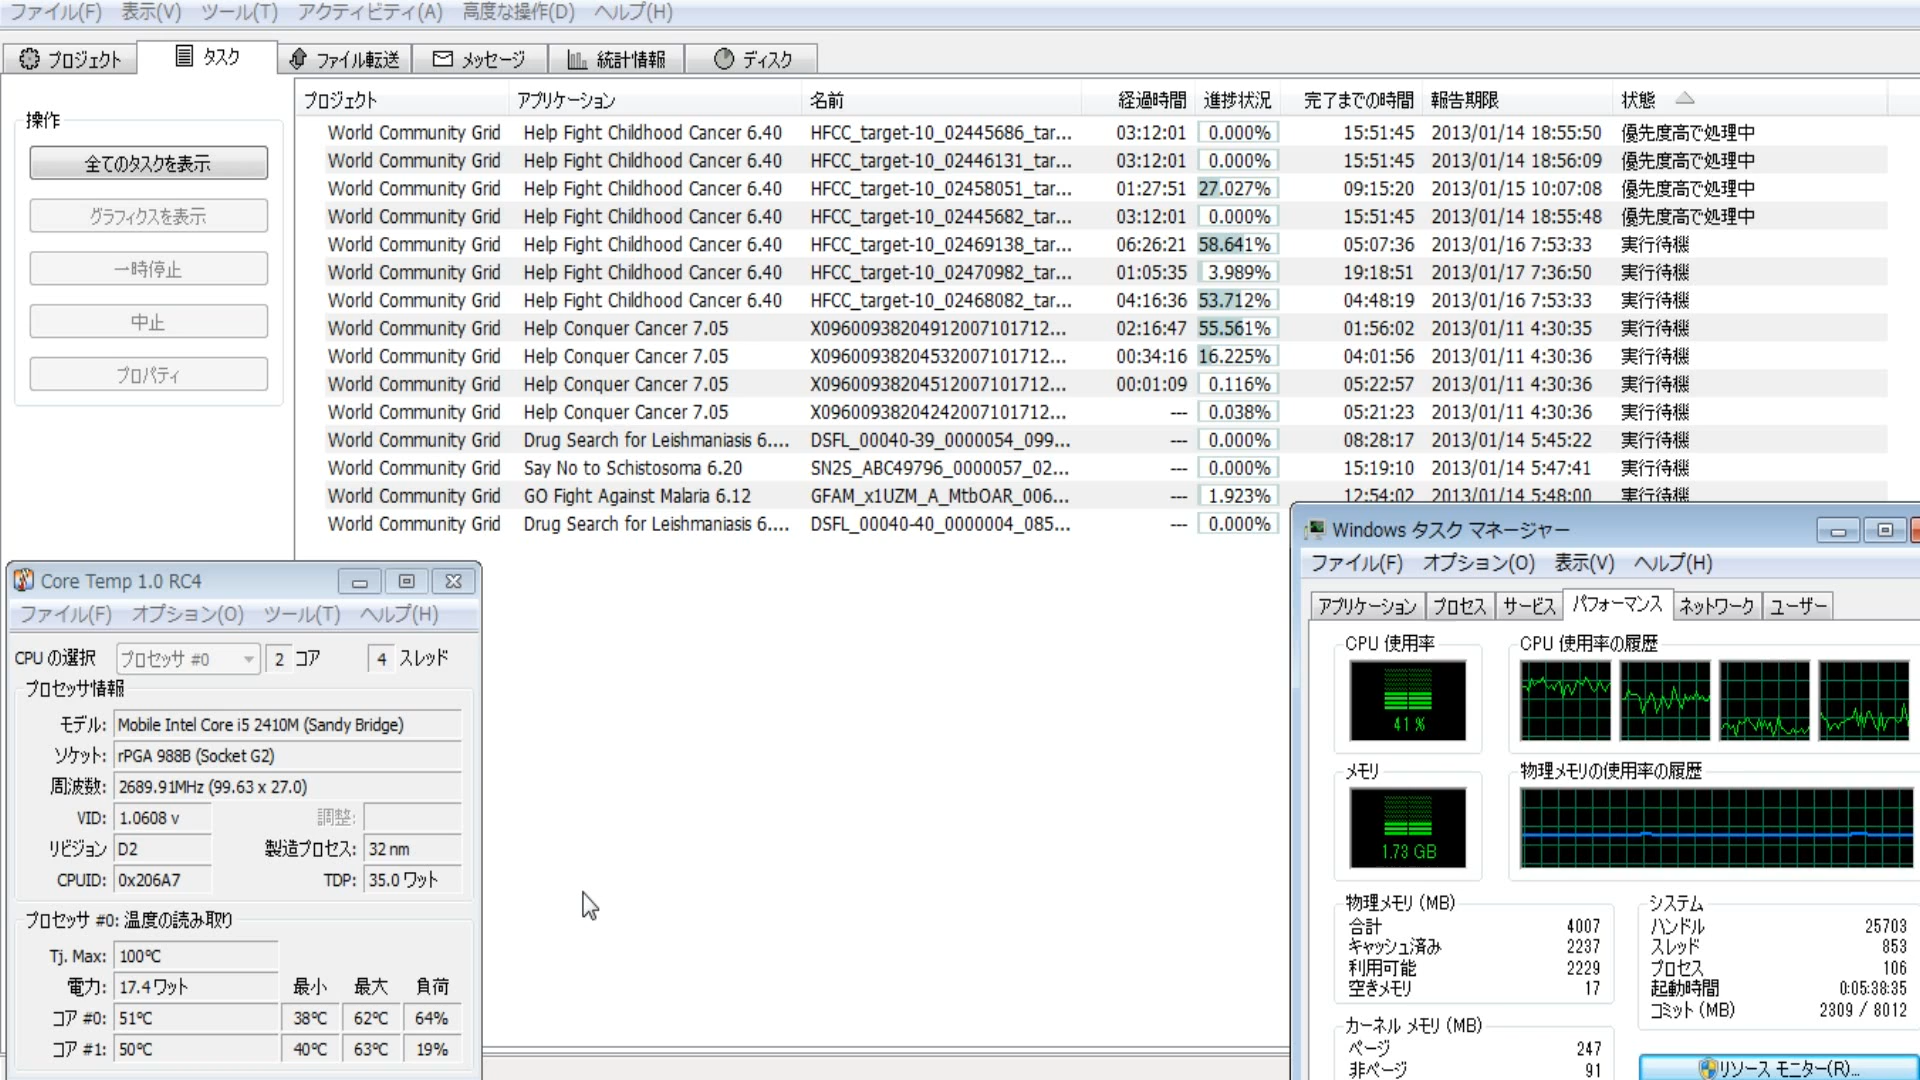 ファイル(F) 表示(V) ツール(T) アクティビティ(A) 高度な操作(D) ヘルプ(H)
プロジェクト タスク ファイル転送 メッセージ 統計情報 ディスク
操作
全てのタスクを表示
グラフィクスを表示
一時停止
中止
プロパティ
プロジェクト アプリケーション 名前 経過時間 進捗状況 完了までの時間 報告期限 状態
World Community Grid Help Fight Childhood Cancer 6.40 HFCC_target-10_02445686_tar... 03:12:01 0.000% 15:51:45 2013/01/14 18:55:50 優先度高で処理中
World Community Grid Help Fight Childhood Cancer 6.40 HFCC_target-10_02446131_tar... 03:12:01 0.000% 15:51:45 2013/01/14 18:56:09 優先度高で処理中
World Community Grid Help Fight Childhood Cancer 6.40 HFCC_target-10_02458051_tar... 01:27:51 27.027% 09:15:20 2013/01/15 10:07:08 優先度高で処理中
World Community Grid Help Fight Childhood Cancer 6.40 HFCC_target-10_02445682_tar... 03:12:01 0.000% 15:51:45 2013/01/14 18:55:48 優先度高で処理中
World Community Grid Help Fight Childhood Cancer 6.40 HFCC_target-10_02469138_tar... 06:26:21 58.641% 05:07:36 2013/01/16 7:53:33 実行待機
World Community Grid Help Fight Childhood Cancer 6.40 HFCC_target-10_02470982_tar... 01:05:35 3.989% 19:18:51 2013/01/17 7:36:50 実行待機
World Community Grid Help Fight Childhood Cancer 6.40 HFCC_target-10_02468082_tar... 04:16:36 53.712% 04:48:19 2013/01/16 7:53:33 実行待機
World Community Grid Help Conquer Cancer 7.05 X0960093820491200710​1712... 02:16:47 55.561% 01:56:02 2013/01/11 4:30:35 実行待機
World Community Grid Help Conquer Cancer 7.05 X09600938204532007101712... 00:34:16 16.225% 04:01:56 2013/01/11 4:30:36 実行待機
World Community Grid Help Conquer Cancer 7.05 X09600938204512007101712... 00:01:09 0.116% 05:22:57 2013/01/11 4:30:36 実行待機
World Community Grid Help Conquer Cancer 7.05 X09600938204242007101712... --- 0.038% 05:21:23 2013/01/11 4:30:36 実行待機
World Community Grid Drug Search for Leishmaniasis 6.... DSFL_00040-39_0000054_099... --- 0.000% 08:28:17 2013/01/14 5:45:22 実行待機
World Community Grid Say No to Schistosoma 6.20 SN2S_ABC49796_0000057_02... --- 0.000% 15:19:10 2013/01/14 5:47:41 実行待機
World Community Grid GO Fight Against Malaria 6.12 GFAM_x1UZM_A_MtbOAR_006... --- 1.923% 12:54:02 2013/01/14 5:48:00 実行待機
World Community Grid Drug Search for Leishmaniasis 6.... DSFL_00040-40_0000004_085... --- 0.000%
Core Temp 1.0 RC4
ファイル(F) オプション(O) ツール(T) ヘルプ(H)
CPU の選択 プロセッサ #0 2 コア 4 スレッド
プロセッサ情報
モデル: Mobile Intel Core i5 2410M (Sandy Bridge)
ソケット: rPGA 988B (Socket G2)
周波数: 2689.91MHz (99.63 x 27.0)
VID: 1.0608 v 調整:
リビジョン D2 製造プロセス: 32 nm
CPUID: 0x206A7 TDP: 35.0 ワット
プロセッサ #0: 温度の読み取り
Tj. Max: 100℃
電力: 17.4 ワット 最小 最大 負荷
コア #0: 51℃ 38℃ 62℃ 64%
コア #1: 50℃ 40℃ 63℃ 19%
Windows タスク マネージャー
ファイル(F) オプション(O) 表示(V) ヘルプ(H)
アプリケーション プロセス サービス パフォーマンス ネットワーク ユーザー
CPU 使用率 CPU 使用率の履歴
41 %
メモリ 物理メモリの使用率の履歴
1.73 GB
物理メモリ (MB)
合計 4007
キャッシュ済み 2237
利用可能 2229
空きメモリ 17
システム
ハンドル 25703
スレッド 853
プロセス 106
起動時間 0:05:38:35
コミット (MB) 2309 / 8012
カーネル メモリ (MB)
ページ 247
非ページ 91
リソース モニター(R)...